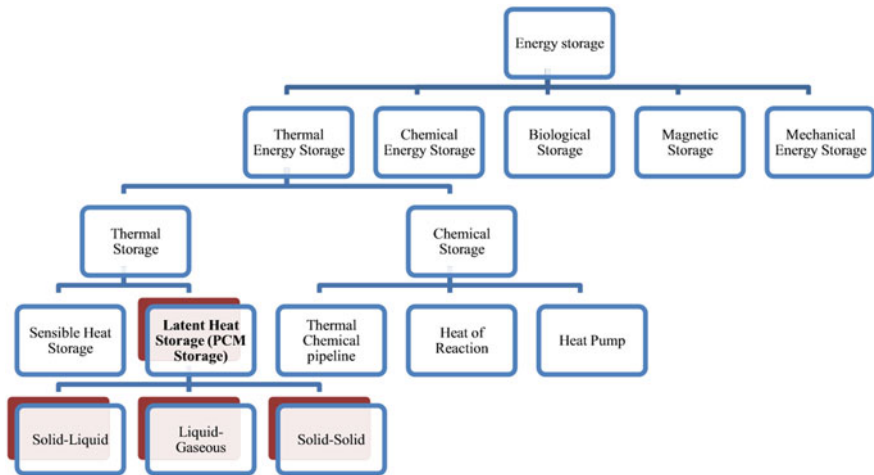 Energy storage
Thermal
Energy Storage
Chemical
Energy Storage
Biological
Storage
Magnetic
Storage
Mechanical
Energy Storage
Thermal
Storage
Chemical
Storage
Sensible Heat
Storage
Latent Heat
Storage (PCM
Storage)
Thermal
Chemical
pipeline
Heat of
Reaction
Heat Pump
Solid-Liquid
Liquid-
Gaseous
Solid-Solid